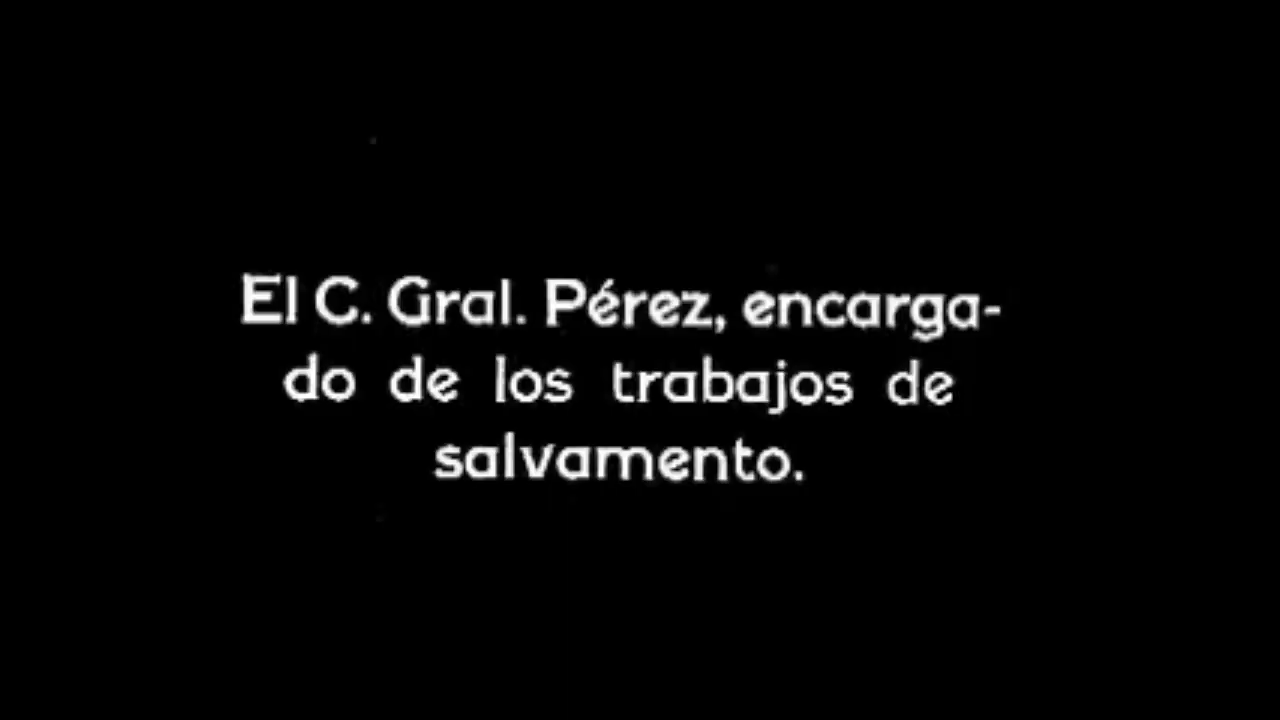 El C. Gral. Pérez, encarga-
do de los trabajos de
salvamento.